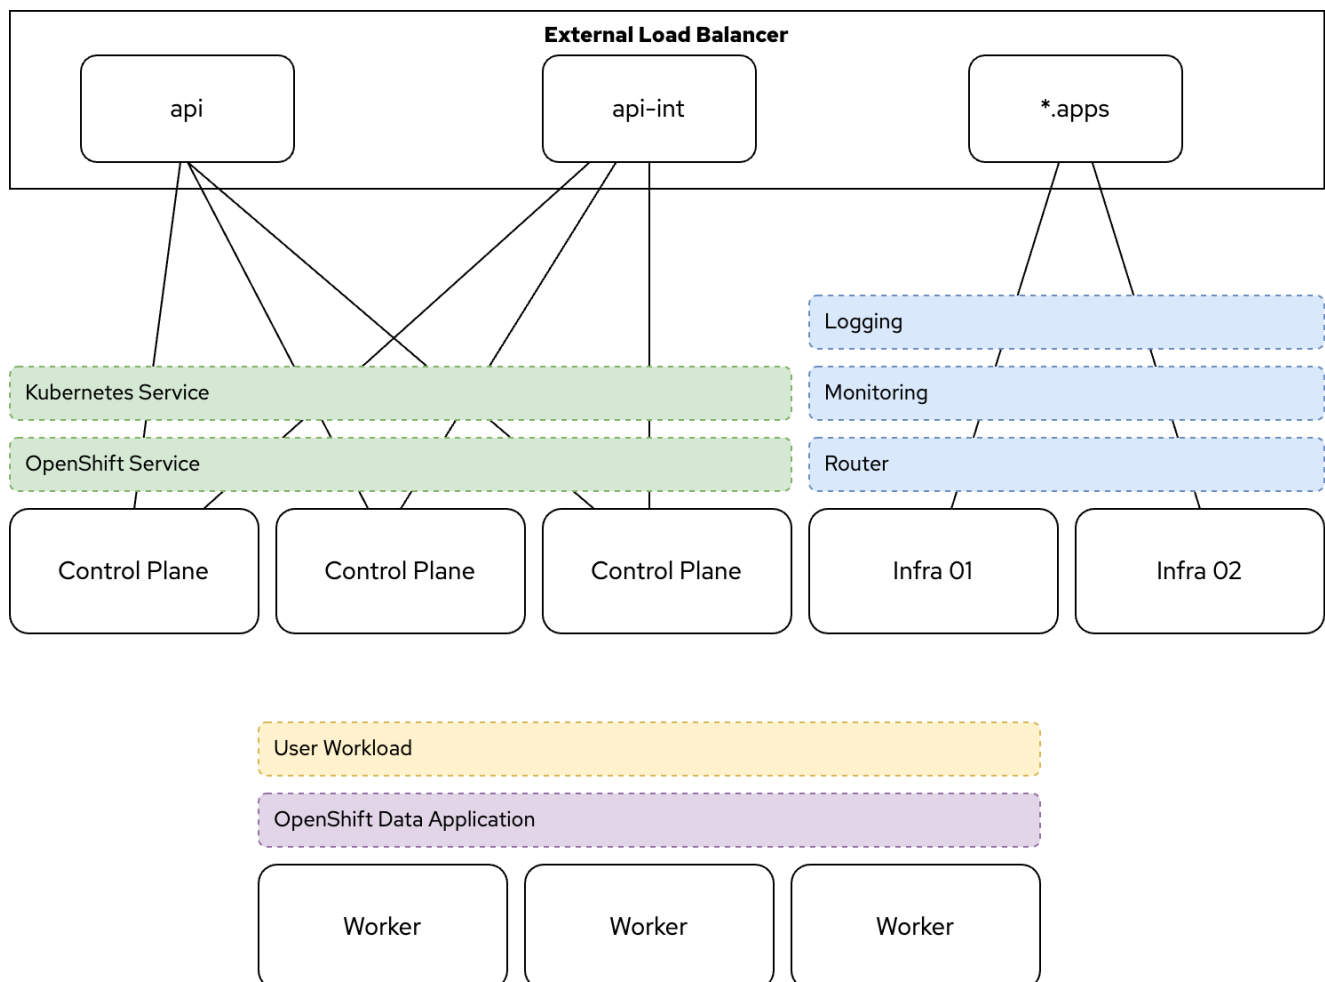 External Load Balancer
api
api-int
*.apps
Logging
Kubernetes Service
Monitoring
OpenShift Service
Router
Control Plane
Control Plane
Control Plane
Infra 01
Infra 02
User Workload
OpenShift Data Application
Worker
Worker
Worker